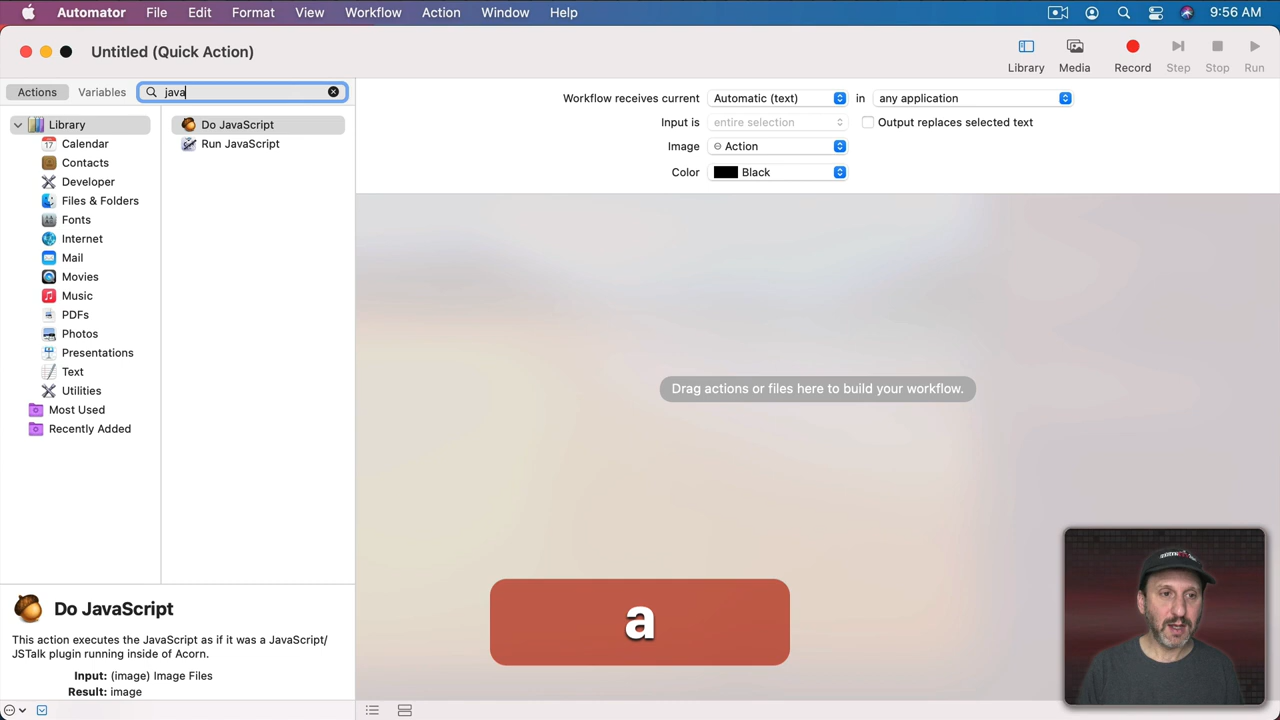 Automator File Edit Format View Workflow Action Window Help 9:56 AM
Untitled (Quick Action)
Library Media Record Step Stop Run
Actions Variables java
Workflow receives current Automatic (text) in any application
Input is entire selection Output replaces selected text
Image Action
Color Black
Library
Calendar
Contacts
Developer
Files & Folders
Fonts
Internet
Mail
Movies
Music
PDFs
Photos
Presentations
Text
Utilities
Most Used
Recently Added
Do JavaScript
Run JavaScript
Drag actions or files here to build your workflow.
a
Do JavaScript
This action executes the JavaScript as if it was a JavaScript/
JSTalk plugin running inside of Acorn.
Input: (image) Image Files
Result: image